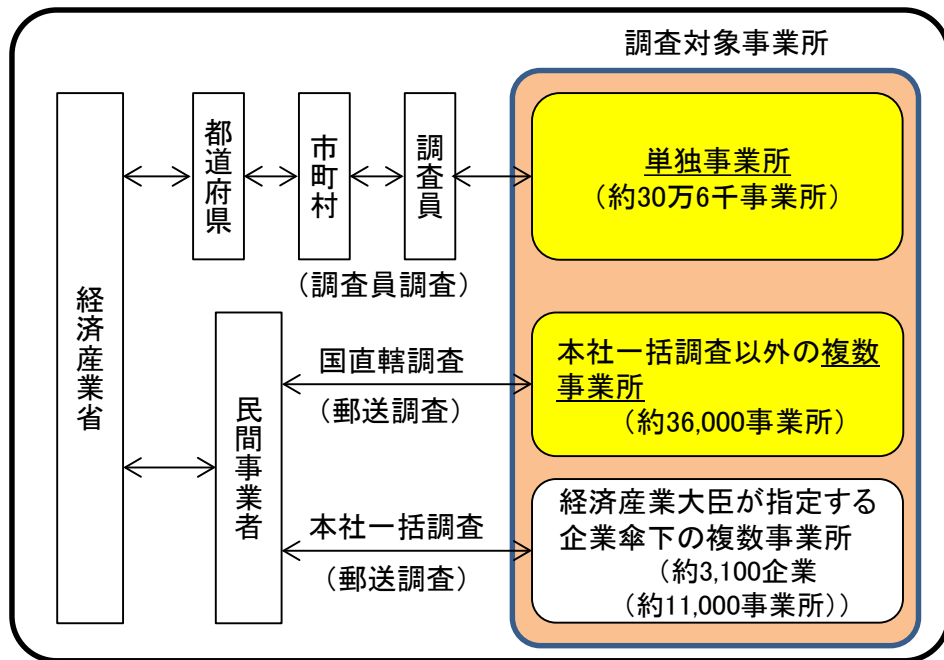 調査対象事業所
経済産業省
都道府県
市町村
調査員
単独事業所
（約30万6千事業所）
（調査員調査）
民間事業者
国直轄調査
（郵送調査）
本社一括調査以外の複数
事業所
（約36,000事業所）
本社一括調査
（郵送調査）
経済産業大臣が指定する
企業傘下の複数事業所
（約3,100企業
（約11,000事業所））